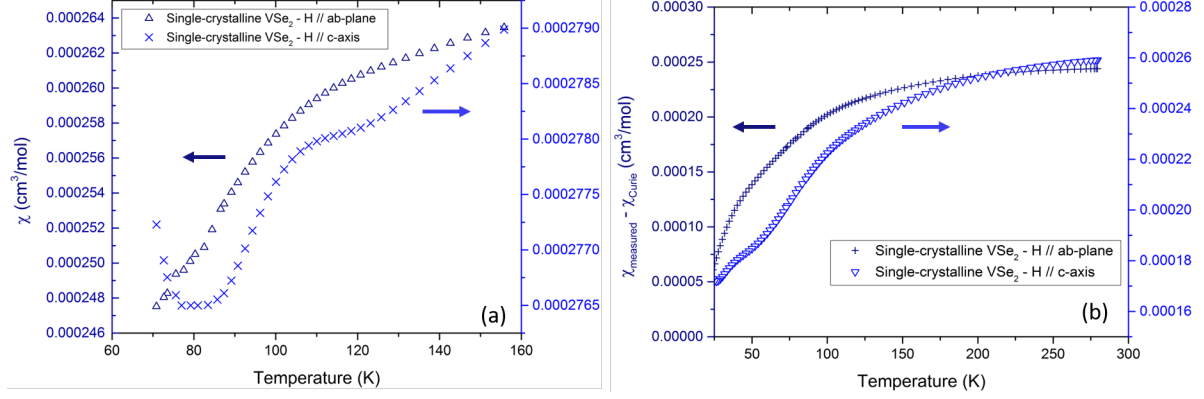 0.000264
0.000262
0.000260
0.000258
0.000256
0.000254
0.000252
0.000250
0.000248
0.000246
χ (cm³/mol)
Single-crystalline VSe₂ - H // ab-plane
Single-crystalline VSe₂ - H // c-axis
0.0002790
0.0002785
0.0002780
0.0002775
0.0002770
0.0002765
(a)
60 80 100 120 140 160
Temperature (K)
0.00030
0.00025
0.00020
0.00015
0.00010
0.00005
0.00000
χmeasured - χCurie (cm³/mol)
0.00028
0.00026
0.00024
0.00022
0.00020
0.00018
0.00016
Single-crystalline VSe₂ - H // ab-plane
Single-crystalline VSe₂ - H // c-axis
(b)
50 100 150 200 250 300
Temperature (K)